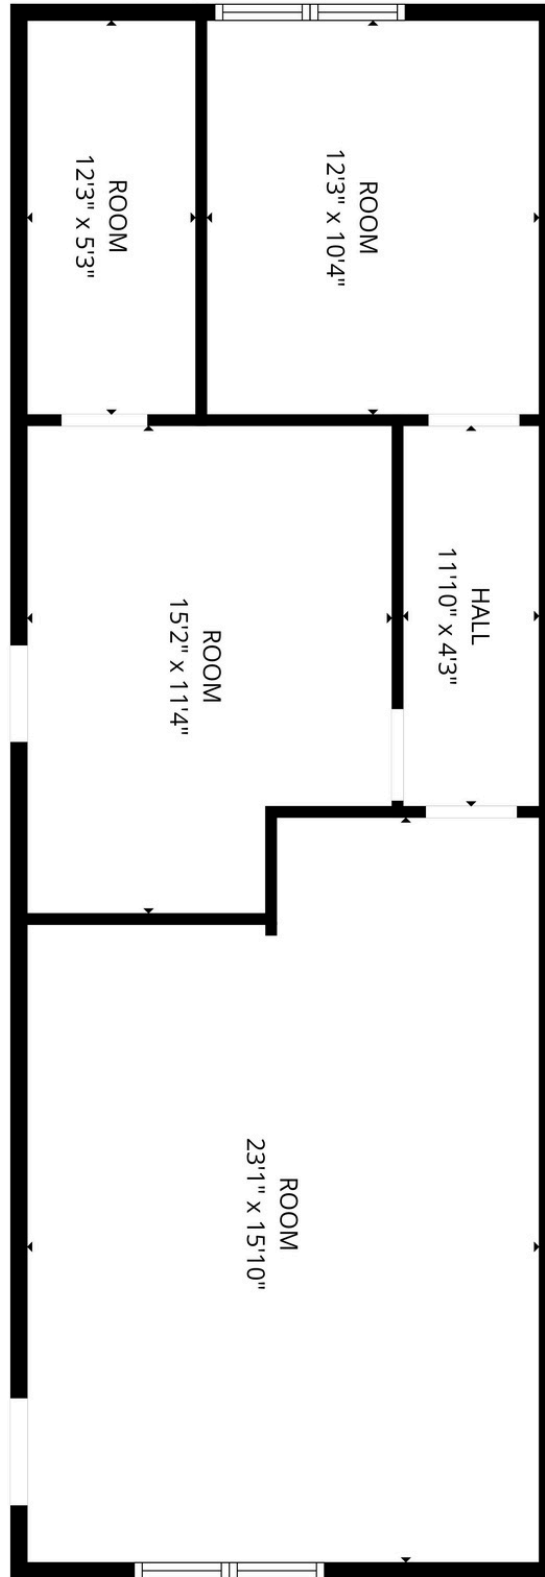 ROOM
12'3" x 5'3"
ROOM
12'3" x 10'4"
HALL
11'10" x 4'3"
ROOM
15'2" x 11'4"
ROOM
23'1" x 15'10"